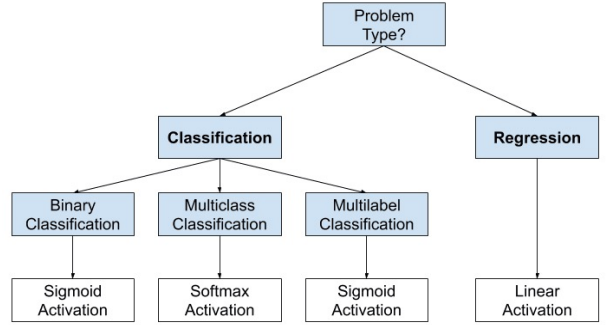 Problem
Type?
Classification
Regression
Binary
Classification
Multiclass
Classification
Multilabel
Classification
Sigmoid
Activation
Softmax
Activation
Sigmoid
Activation
Linear
Activation